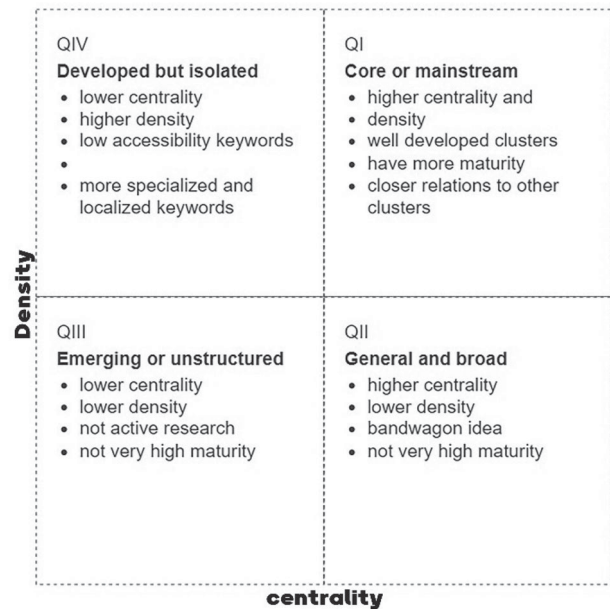 QIV
Developed but isolated
• lower centrality
• higher density
• low accessibility keywords
•
• more specialized and
localized keywords
QI
Core or mainstream
• higher centrality and
• density
• well developed clusters
• have more maturity
• closer relations to other
clusters
Density
QIII
Emerging or unstructured
• lower centrality
• lower density
• not active research
• not very high maturity
QII
General and broad
• higher centrality
• lower density
• bandwagon idea
• not very high maturity
centrality